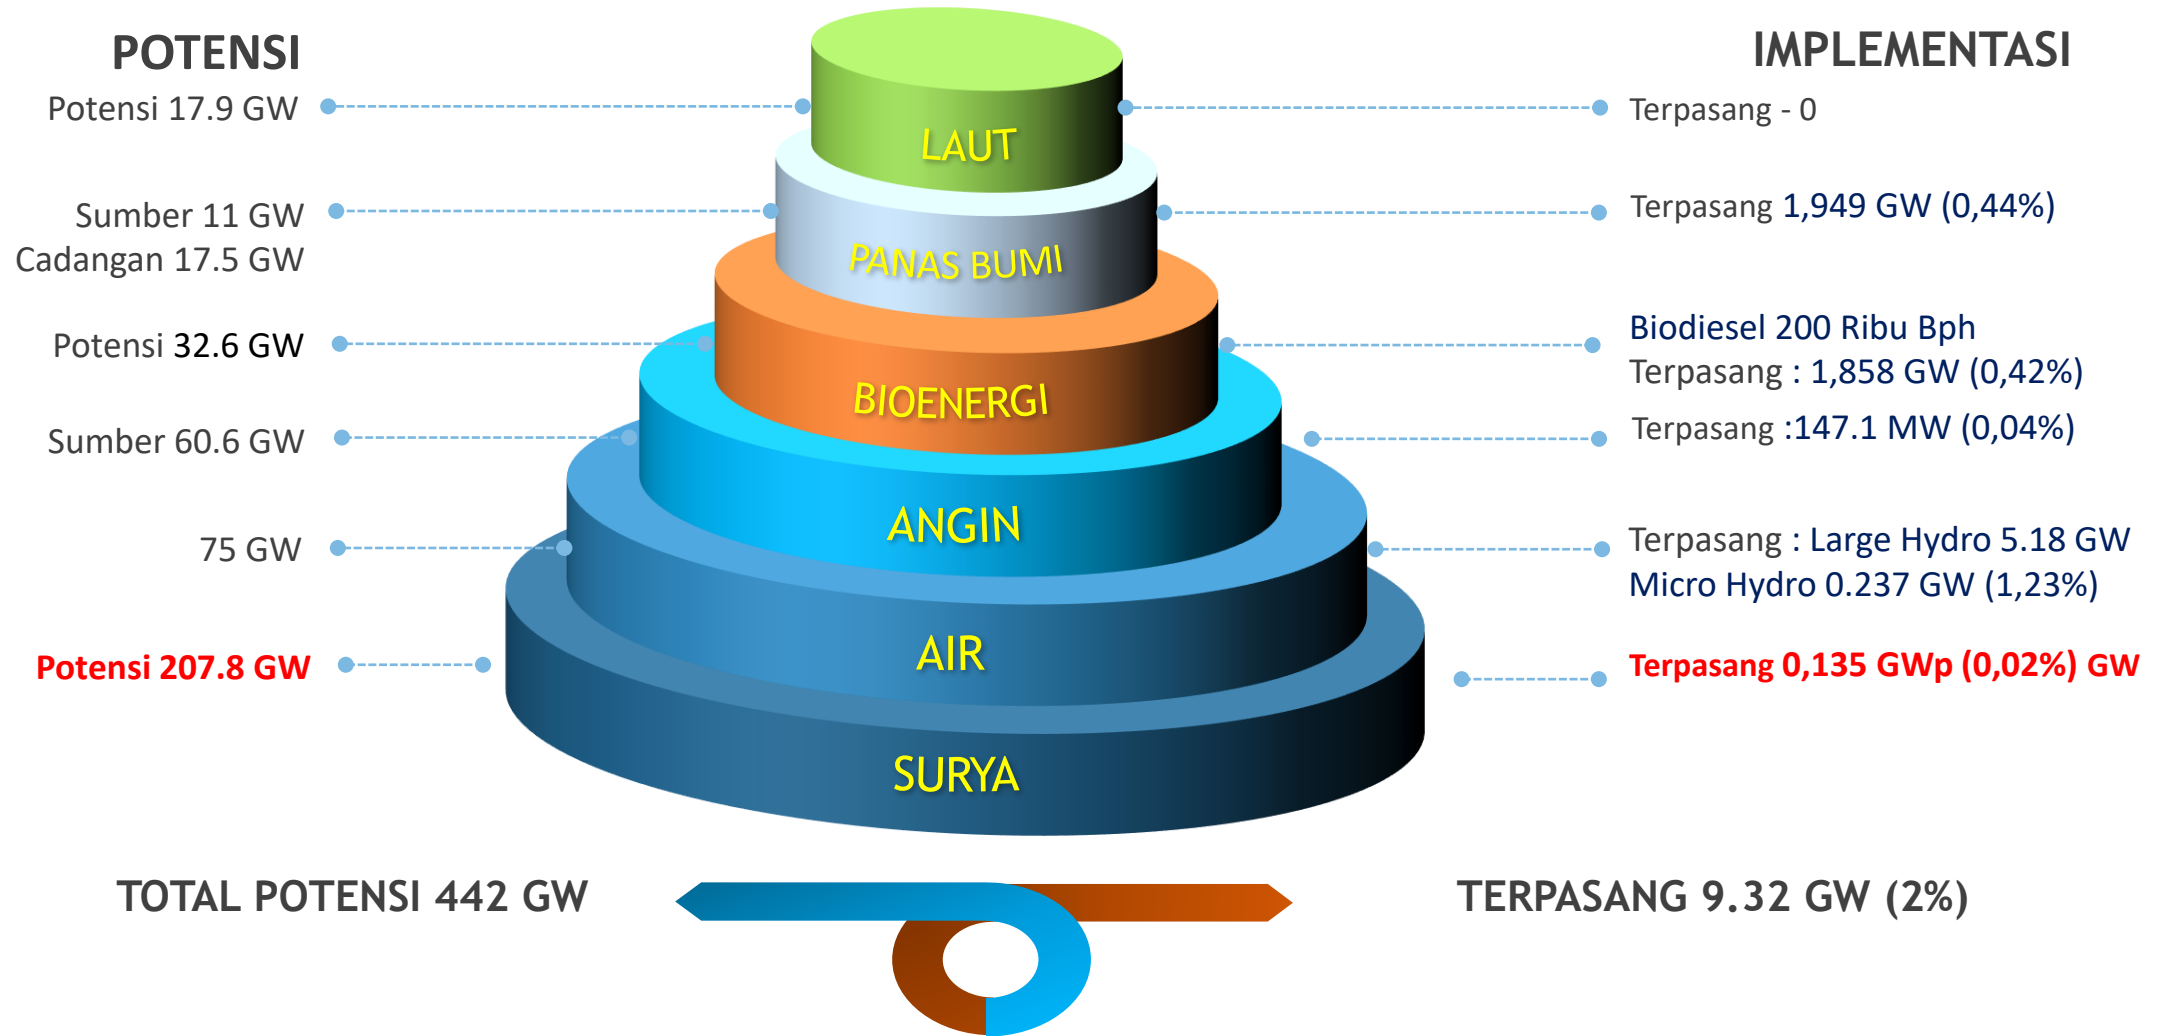 POTENSI
IMPLEMENTASI
Potensi 17.9 GW
LAUT
Terpasang - 0
Sumber 11 GW
Cadangan 17.5 GW
PANAS BUMI
Terpasang 1,949 GW (0,44%)
Potensi 32.6 GW
BIOENERGI
Biodiesel 200 Ribu Bph
Terpasang : 1,858 GW (0,42%)
Sumber 60.6 GW
ANGIN
Terpasang :147.1 MW (0,04%)
75 GW
AIR
Terpasang : Large Hydro 5.18 GW
Micro Hydro 0.237 GW (1,23%)
Potensi 207.8 GW
SURYA
Terpasang 0,135 GWp (0,02%) GW
TOTAL POTENSI 442 GW
TERPASANG 9.32 GW (2%)